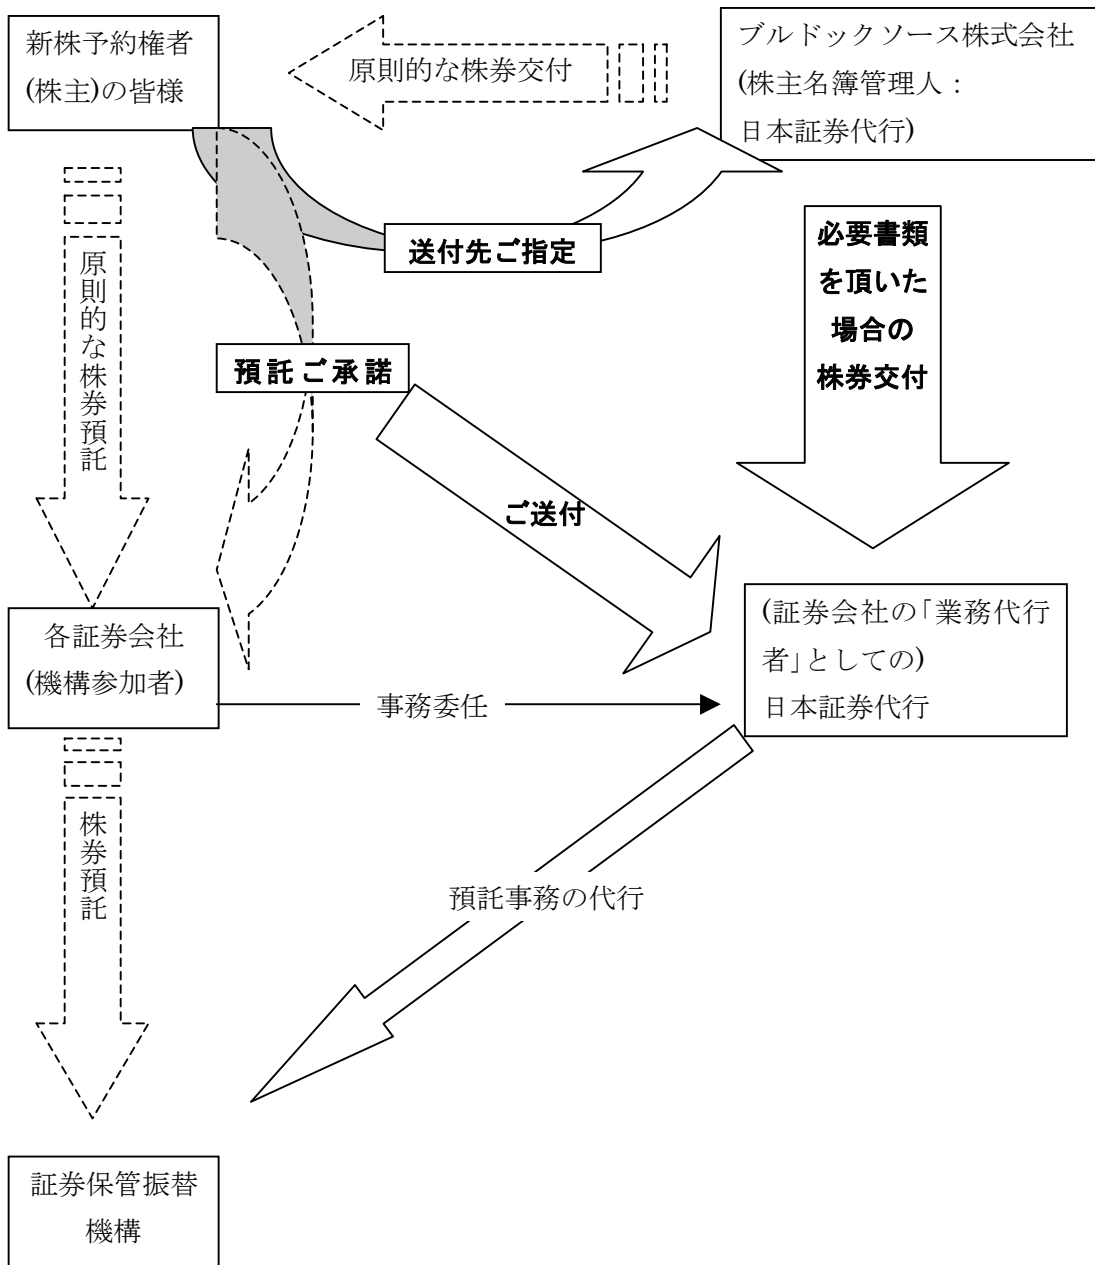 新株予約権者
(株主)の皆様
原則的な株券交付
ブルドックソース株式会社
(株主名簿管理人：
日本証券代行)
送付先ご指定
必要書類
を頂いた
場合の
株券交付
原則的な株券預託
預託ご承諾
ご送付
各証券会社
(機構参加者)
事務委任
(証券会社の｢業務代行
者｣としての)
日本証券代行
株券預託
預託事務の代行
証券保管振替
機構